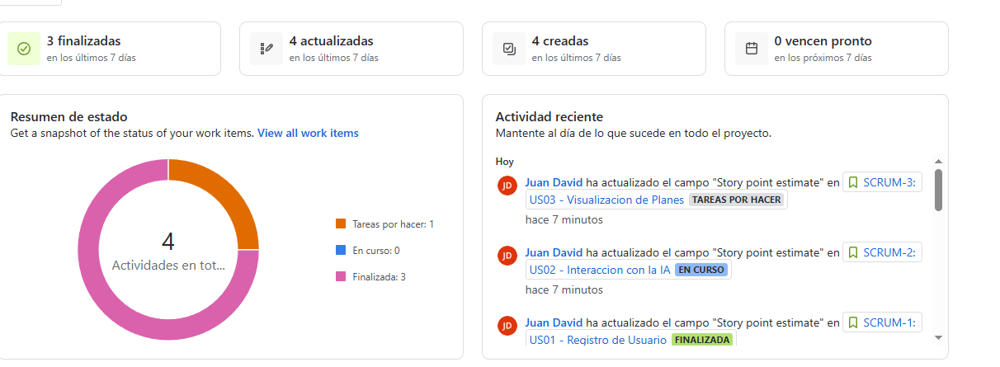 3 finalizadas
en los últimos 7 días
4 actualizadas
en los últimos 7 días
4 creadas
en los últimos 7 días
0 vencen pronto
en los próximos 7 días
Resumen de estado
Get a snapshot of the status of your work items. View all work items
4
Actividades en tot...
Tareas por hacer: 1
En curso: 0
Finalizada: 3
Actividad reciente
Mantente al día de lo que sucede en todo el proyecto.
Hoy
JD
Juan David ha actualizado el campo "Story point estimate" en SCRUM-3:
US03 - Visualizacion de Planes TAREAS POR HACER
hace 7 minutos
JD
Juan David ha actualizado el campo "Story point estimate" en SCRUM-2:
US02 - Interaccion con la IA EN CURSO
hace 7 minutos
JD
Juan David ha actualizado el campo "Story point estimate" en SCRUM-1:
US01 - Registro de Usuario FINALIZADA